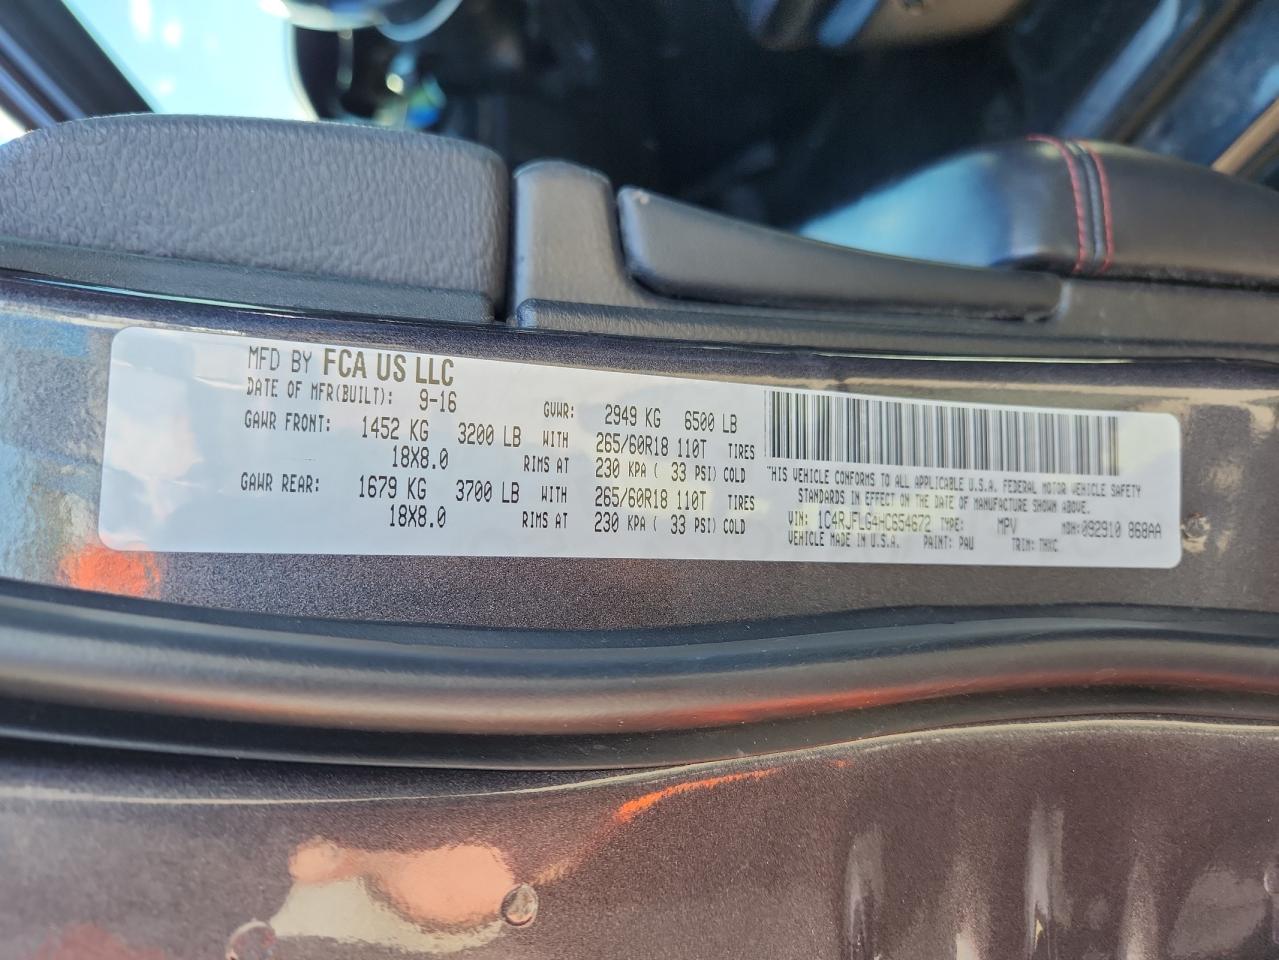 MFD BY FCA US LLC
DATE OF MFR(BUILT): 9-16 GVWR: 2949 KG 6500 LB
GAWR FRONT: 1452 KG 3200 LB WITH 265/60R18 110T TIRES
18X8.0 RIMS AT 230 KPA ( 33 PSI) COLD
GAWR REAR: 1679 KG 3700 LB WITH 265/60R18 110T TIRES
18X8.0 RIMS AT 230 KPA ( 33 PSI) COLD
THIS VEHICLE CONFORMS TO ALL APPLICABLE U.S.A. FEDERAL MOTOR VEHICLE SAFETY
STANDARDS IN EFFECT ON THE DATE OF MANUFACTURE SHOWN ABOVE.
VIN: 1C4RJFLG4HC654672 TYPE: MPV MDH: 092910 868AA
VEHICLE MADE IN U.S.A. PAINT: PAU TRIM: